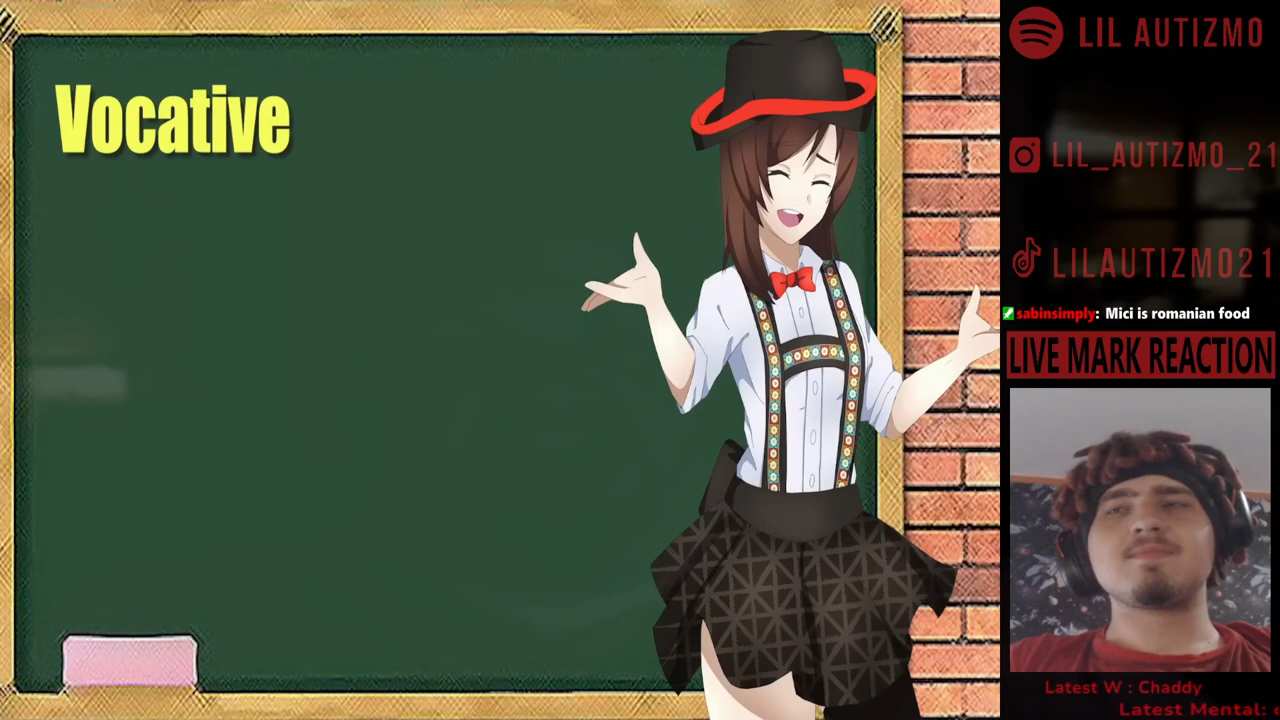 Vocative
LIL AUTIZMO
LIL_AUTIZMO_21
LILAUTIZMO21
sabinsimply: Mici is romanian food
LIVE MARK REACTION
Latest W : Chaddy
Latest Mental: